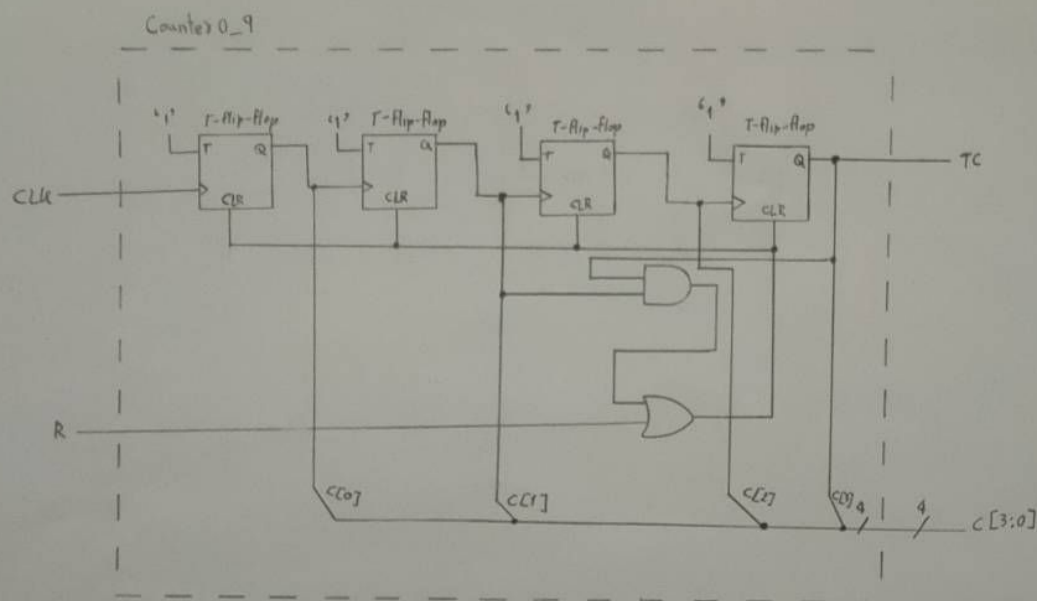 Counter 0_9
'1'
T-flip-flop
'1'
T-flip-flop
'1'
T-flip-flop
'1'
T-flip-flop
T
Q
T
Q
T
Q
T
Q
TC
CLK
CLR
CLR
CLR
CLR
R
C[0]
C[1]
C[2]
C[3]
4
4
C[3:0]